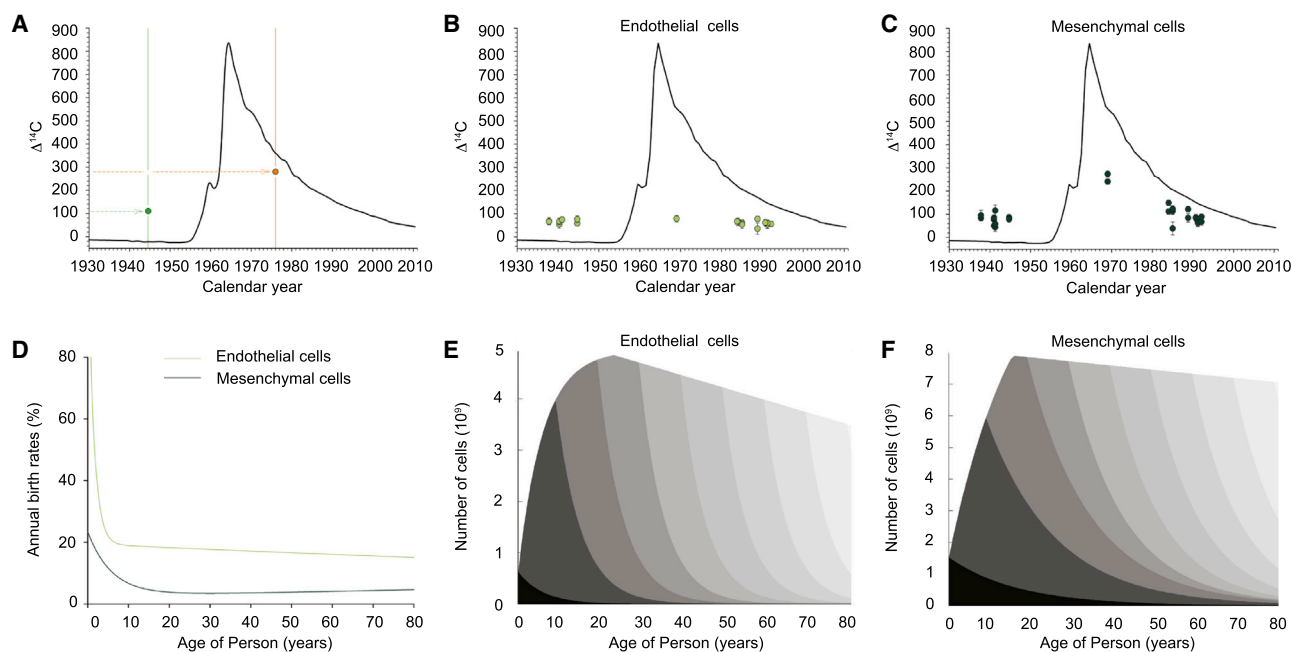 A
900
800
700
600
500
400
300
200
100
0
Δ14C
1930 1940 1950 1960 1970 1980 1990 2000 2010
Calendar year
B
Endothelial cells
900
800
700
600
500
400
300
200
100
0
Δ14C
1930 1940 1950 1960 1970 1980 1990 2000 2010
Calendar year
C
Mesenchymal cells
900
800
700
600
500
400
300
200
100
0
Δ14C
1930 1940 1950 1960 1970 1980 1990 2000 2010
Calendar year
D
Endothelial cells
Mesenchymal cells
80
60
40
20
0
Annual birth rates (%)
0 10 20 30 40 50 60 70 80
Age of Person (years)
E
Endothelial cells
5
4
3
2
1
0
Number of cells (10⁹)
0 10 20 30 40 50 60 70 80
Age of Person (years)
F
Mesenchymal cells
8
7
6
5
4
3
2
1
0
Number of cells (10⁹)
0 10 20 30 40 50 60 70 80
Age of Person (years)